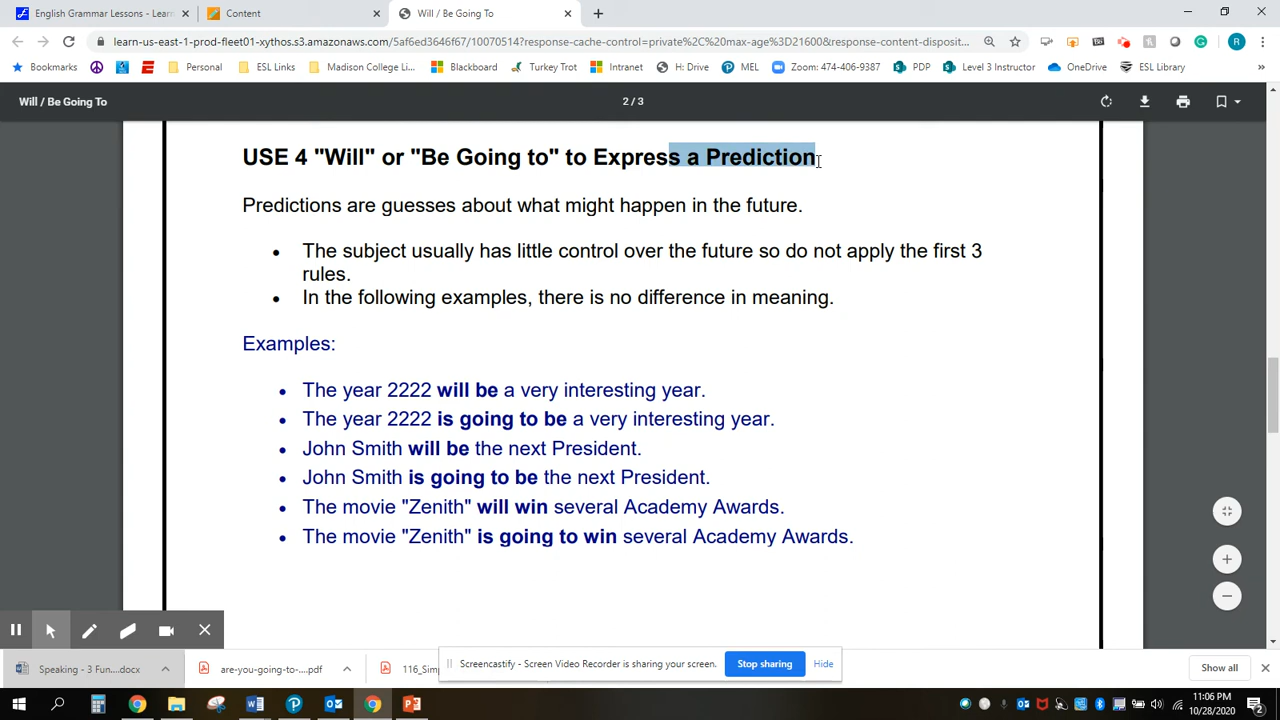 English Grammar Lessons - Learn
Content
Will / Be Going To
learn-us-east-1-prod-fleet01-xythos.s3.amazonaws.com/5af6ed3646f67/10070514?response-cache-control=private%2C%20max-age%3D21600&response-content-disposit...
Bookmarks
Personal
ESL Links
Madison College Li...
Blackboard
Turkey Trot
Intranet
H: Drive
MEL
Zoom: 474-406-9387
PDP
Level 3 Instructor
OneDrive
ESL Library
Will / Be Going To
2 / 3
USE 4 "Will" or "Be Going to" to Express a Prediction
Predictions are guesses about what might happen in the future.
• The subject usually has little control over the future so do not apply the first 3
rules.
• In the following examples, there is no difference in meaning.
Examples:
• The year 2222 will be a very interesting year.
• The year 2222 is going to be a very interesting year.
• John Smith will be the next President.
• John Smith is going to be the next President.
• The movie "Zenith" will win several Academy Awards.
• The movie "Zenith" is going to win several Academy Awards.
Speaking - 3 Fun....docx
are-you-going-to-....pdf
116_Sim
Screencastify - Screen Video Recorder is sharing your screen.
Stop sharing
Hide
Show all
11:06 PM
10/28/2020